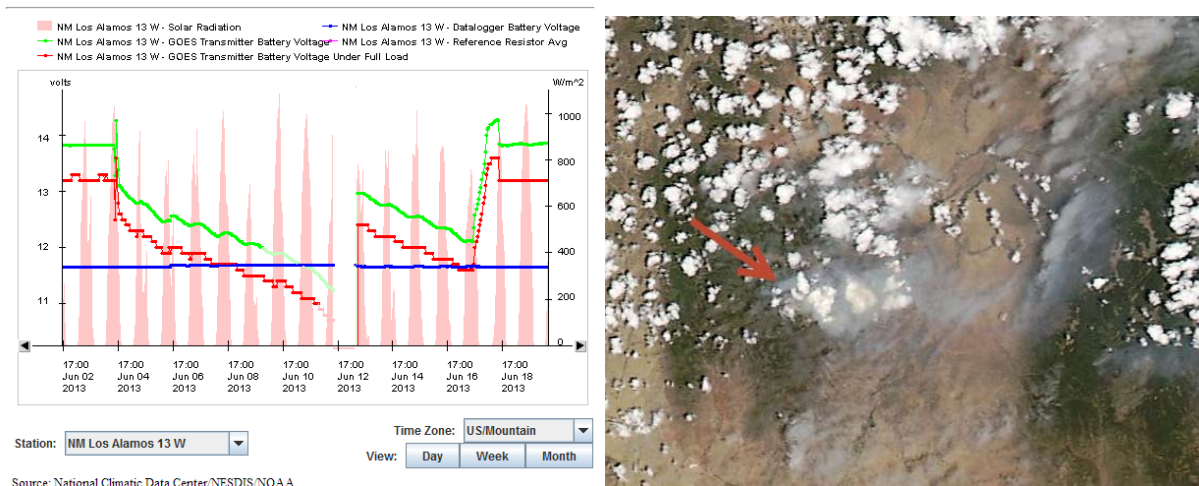 NM Los Alamos 13 W - Solar Radiation
NM Los Alamos 13 W - Datalogger Battery Voltage
NM Los Alamos 13 W - GOES Transmitter Battery Voltage
NM Los Alamos 13 W - Reference Resistor Avg
NM Los Alamos 13 W - GOES Transmitter Battery Voltage Under Full Load
volts
W/m^2
14
13
12
11
1000
800
600
400
200
0
17:00 17:00 17:00 17:00 17:00 17:00 17:00 17:00 17:00
Jun 02 Jun 04 Jun 06 Jun 08 Jun 10 Jun 12 Jun 14 Jun 16 Jun 18
2013 2013 2013 2013 2013 2013 2013 2013 2013
Time Zone: US/Mountain
Station: NM Los Alamos 13 W
View: Day Week Month
Source: National Climatic Data Center/NESDIS/NOAA